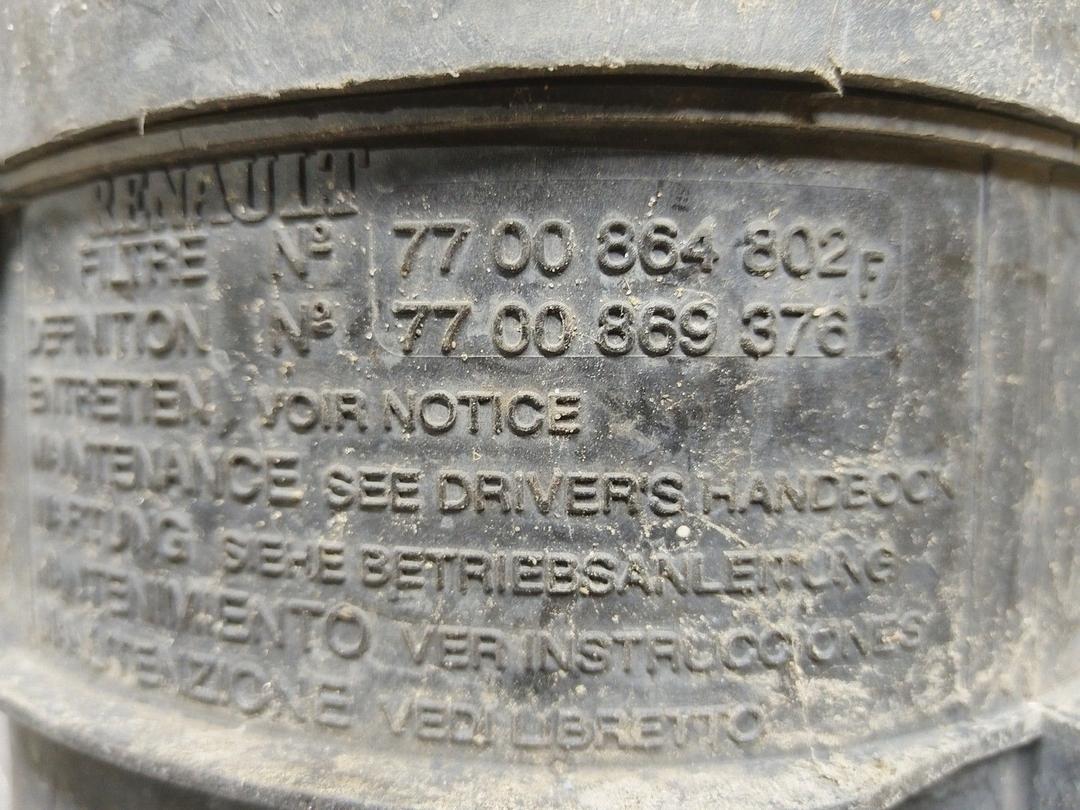 RENAULT
FILTRE Nº 77 00 864 802 F
DEFINITION Nº 77 00 869 376
ENTRETIEN VOIR NOTICE
MAINTENANCE SEE DRIVER'S HANDBOOK
WARTUNG SIEHE BETRIEBSANLEITUNG
MANTENIMIENTO VER INSTRUCCIONES
MANUTENZIONE VEDI LIBRETTO